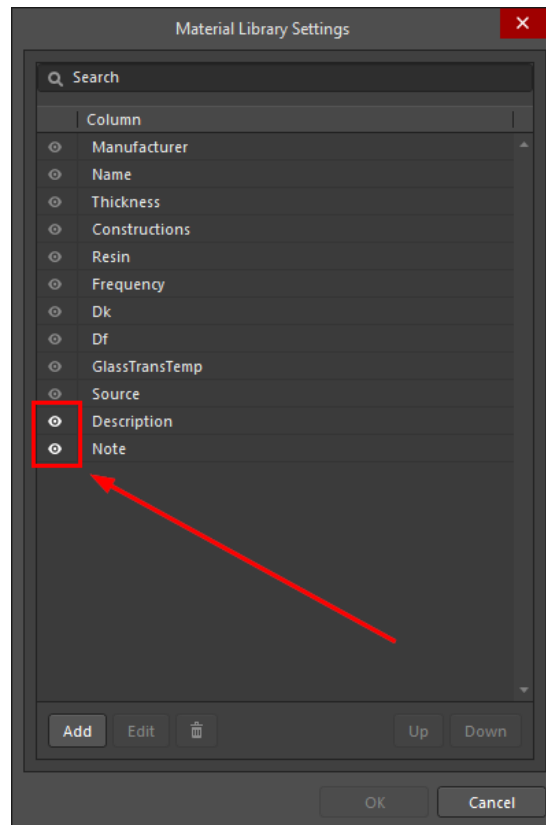 Material Library Settings
Search
Column
Manufacturer
Name
Thickness
Constructions
Resin
Frequency
Dk
Df
GlassTransTemp
Source
Description
Note
Add Edit Up Down
OK Cancel